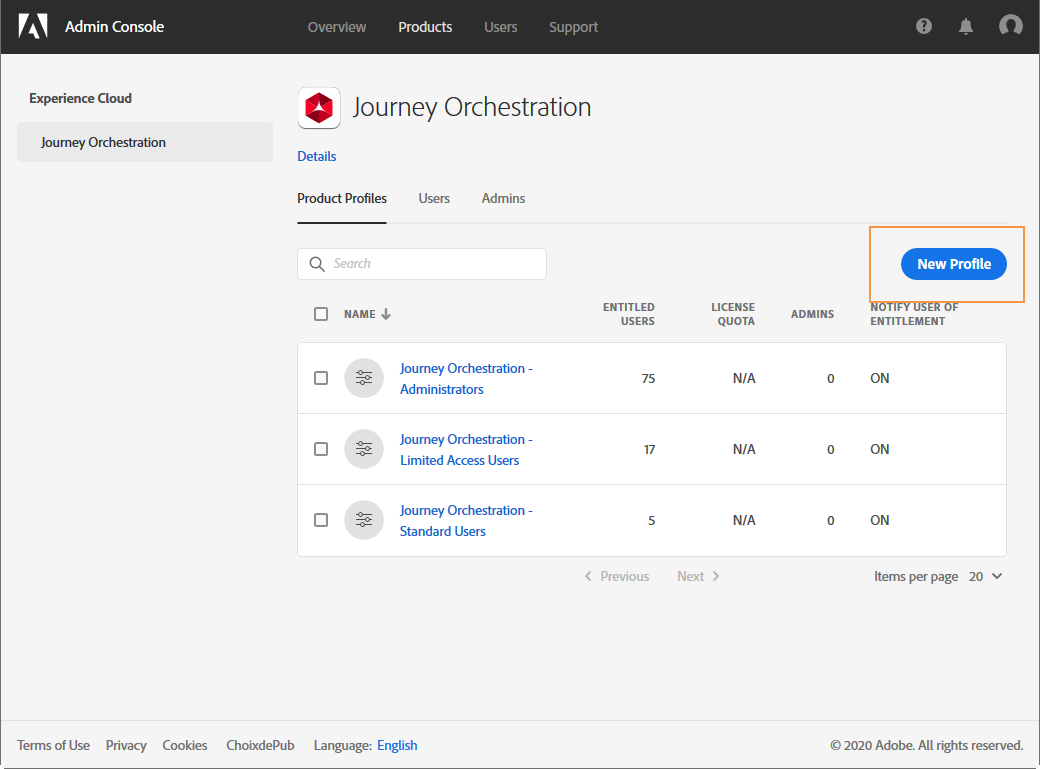 Admin Console
Overview
Products
Users
Support
Experience Cloud
Journey Orchestration
Journey Orchestration
Details
Product Profiles
Users
Admins
Search
New Profile
NAME
ENTITLED
USERS
LICENSE
QUOTA
ADMINS
NOTIFY USER OF
ENTITLEMENT
Journey Orchestration -
Administrators
75
N/A
0
ON
Journey Orchestration -
Limited Access Users
17
N/A
0
ON
Journey Orchestration -
Standard Users
5
N/A
0
ON
Previous
Next
Items per page 20
Terms of Use
Privacy
Cookies
ChoixdePub
Language: English
© 2020 Adobe. All rights reserved.